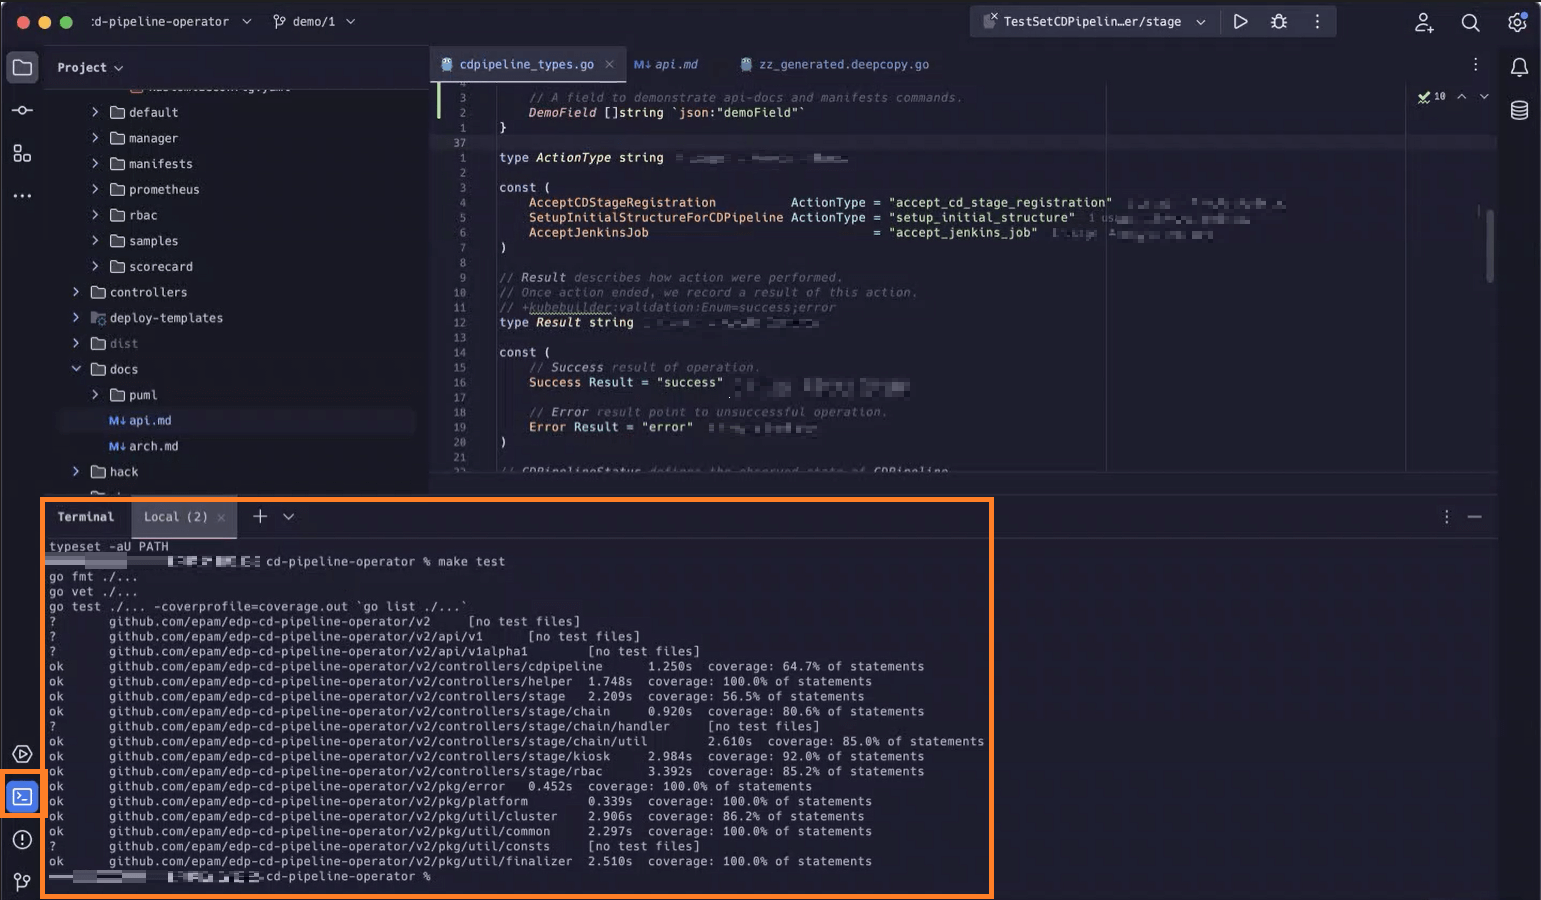 :d-pipeline-operator
demo/1
TestSetCDPipelin…er/stage
Project
cdpipeline_types.go
api.md
zz_generated.deepcopy.go
default
manager
manifests
prometheus
rbac
samples
scorecard
controllers
deploy-templates
dist
docs
puml
M↓ api.md
M↓ arch.md
hack
10
3 // A field to demonstrate api-docs and manifests commands.
2 DemoField []string `json:"demoField"`
1 }
37
1 type ActionType string
2
3 const (
4 AcceptCDStageRegistration ActionType = "accept_cd_stage_registration"
5 SetupInitialStructureForCDPipeline ActionType = "setup_initial_structure"
6 AcceptJenkinsJob = "accept_jenkins_job"
7 )
8
9 // Result describes how action were performed.
10 // Once action ended, we record a result of this action.
11 // +kubebuilder:validation:Enum=success;error
12 type Result string
13
14 const (
15 // Success result of operation.
16 Success Result = "success"
17
18 // Error result point to unsuccessful operation.
19 Error Result = "error"
20 )
21
22 // CDPipelineStatus defines the observed state of CDPipeline
Terminal
Local (2)
typeset -aU PATH
cd-pipeline-operator % make test
go fmt ./...
go vet ./...
go test ./... -coverprofile=coverage.out `go list ./...`
? github.com/epam/edp-cd-pipeline-operator/v2 [no test files]
? github.com/epam/edp-cd-pipeline-operator/v2/api/v1 [no test files]
? github.com/epam/edp-cd-pipeline-operator/v2/api/v1alpha1 [no test files]
ok github.com/epam/edp-cd-pipeline-operator/v2/controllers/cdpipeline 1.250s coverage: 64.7% of statements
ok github.com/epam/edp-cd-pipeline-operator/v2/controllers/helper 1.748s coverage: 100.0% of statements
ok github.com/epam/edp-cd-pipeline-operator/v2/controllers/stage 2.209s coverage: 56.5% of statements
ok github.com/epam/edp-cd-pipeline-operator/v2/controllers/stage/chain 0.920s coverage: 80.6% of statements
? github.com/epam/edp-cd-pipeline-operator/v2/controllers/stage/chain/handler [no test files]
ok github.com/epam/edp-cd-pipeline-operator/v2/controllers/stage/chain/util 2.610s coverage: 85.0% of statements
ok github.com/epam/edp-cd-pipeline-operator/v2/controllers/stage/kiosk 2.984s coverage: 92.0% of statements
ok github.com/epam/edp-cd-pipeline-operator/v2/controllers/stage/rbac 3.392s coverage: 85.2% of statements
ok github.com/epam/edp-cd-pipeline-operator/v2/pkg/error 0.452s coverage: 100.0% of statements
ok github.com/epam/edp-cd-pipeline-operator/v2/pkg/platform 0.339s coverage: 100.0% of statements
ok github.com/epam/edp-cd-pipeline-operator/v2/pkg/util/cluster 2.906s coverage: 86.2% of statements
ok github.com/epam/edp-cd-pipeline-operator/v2/pkg/util/common 2.297s coverage: 100.0% of statements
? github.com/epam/edp-cd-pipeline-operator/v2/pkg/util/consts [no test files]
ok github.com/epam/edp-cd-pipeline-operator/v2/pkg/util/finalizer 2.510s coverage: 100.0% of statements
cd-pipeline-operator %